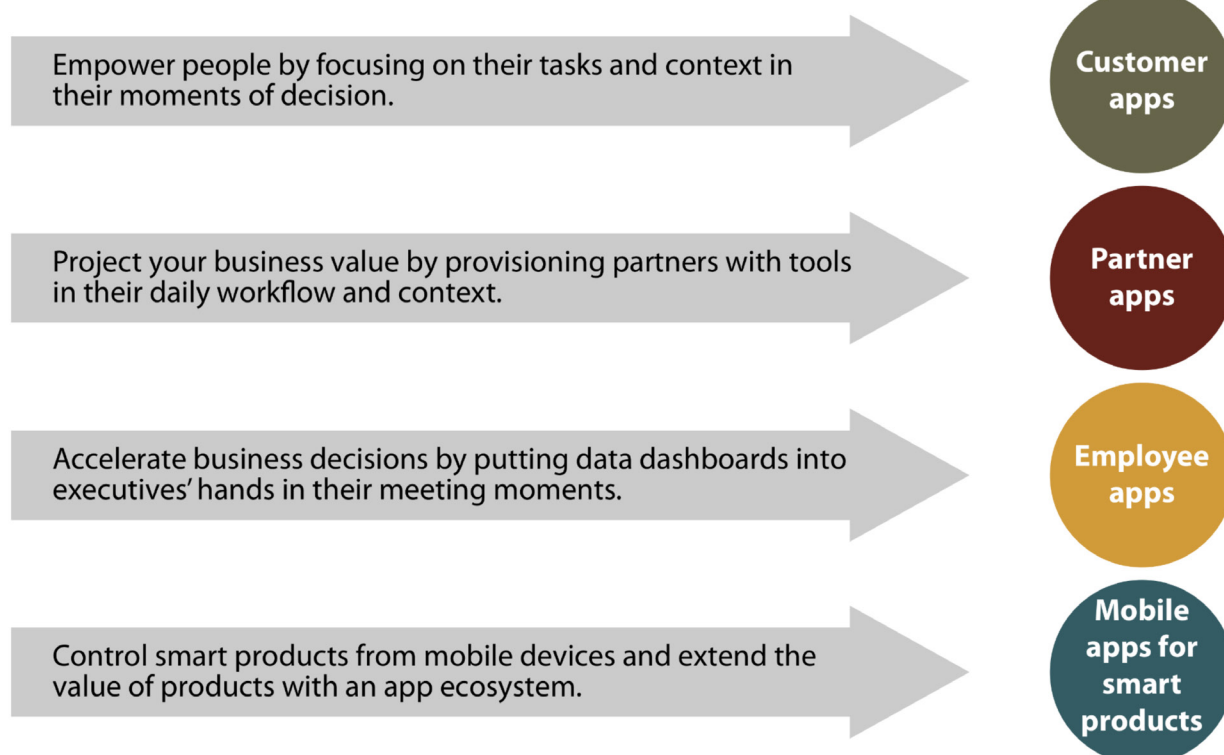 Empower people by focusing on their tasks and context in
their moments of decision.
Customer
apps
Project your business value by provisioning partners with tools
in their daily workflow and context.
Partner
apps
Accelerate business decisions by putting data dashboards into
executives’ hands in their meeting moments.
Employee
apps
Control smart products from mobile devices and extend the
value of products with an app ecosystem.
Mobile
apps for
smart
products